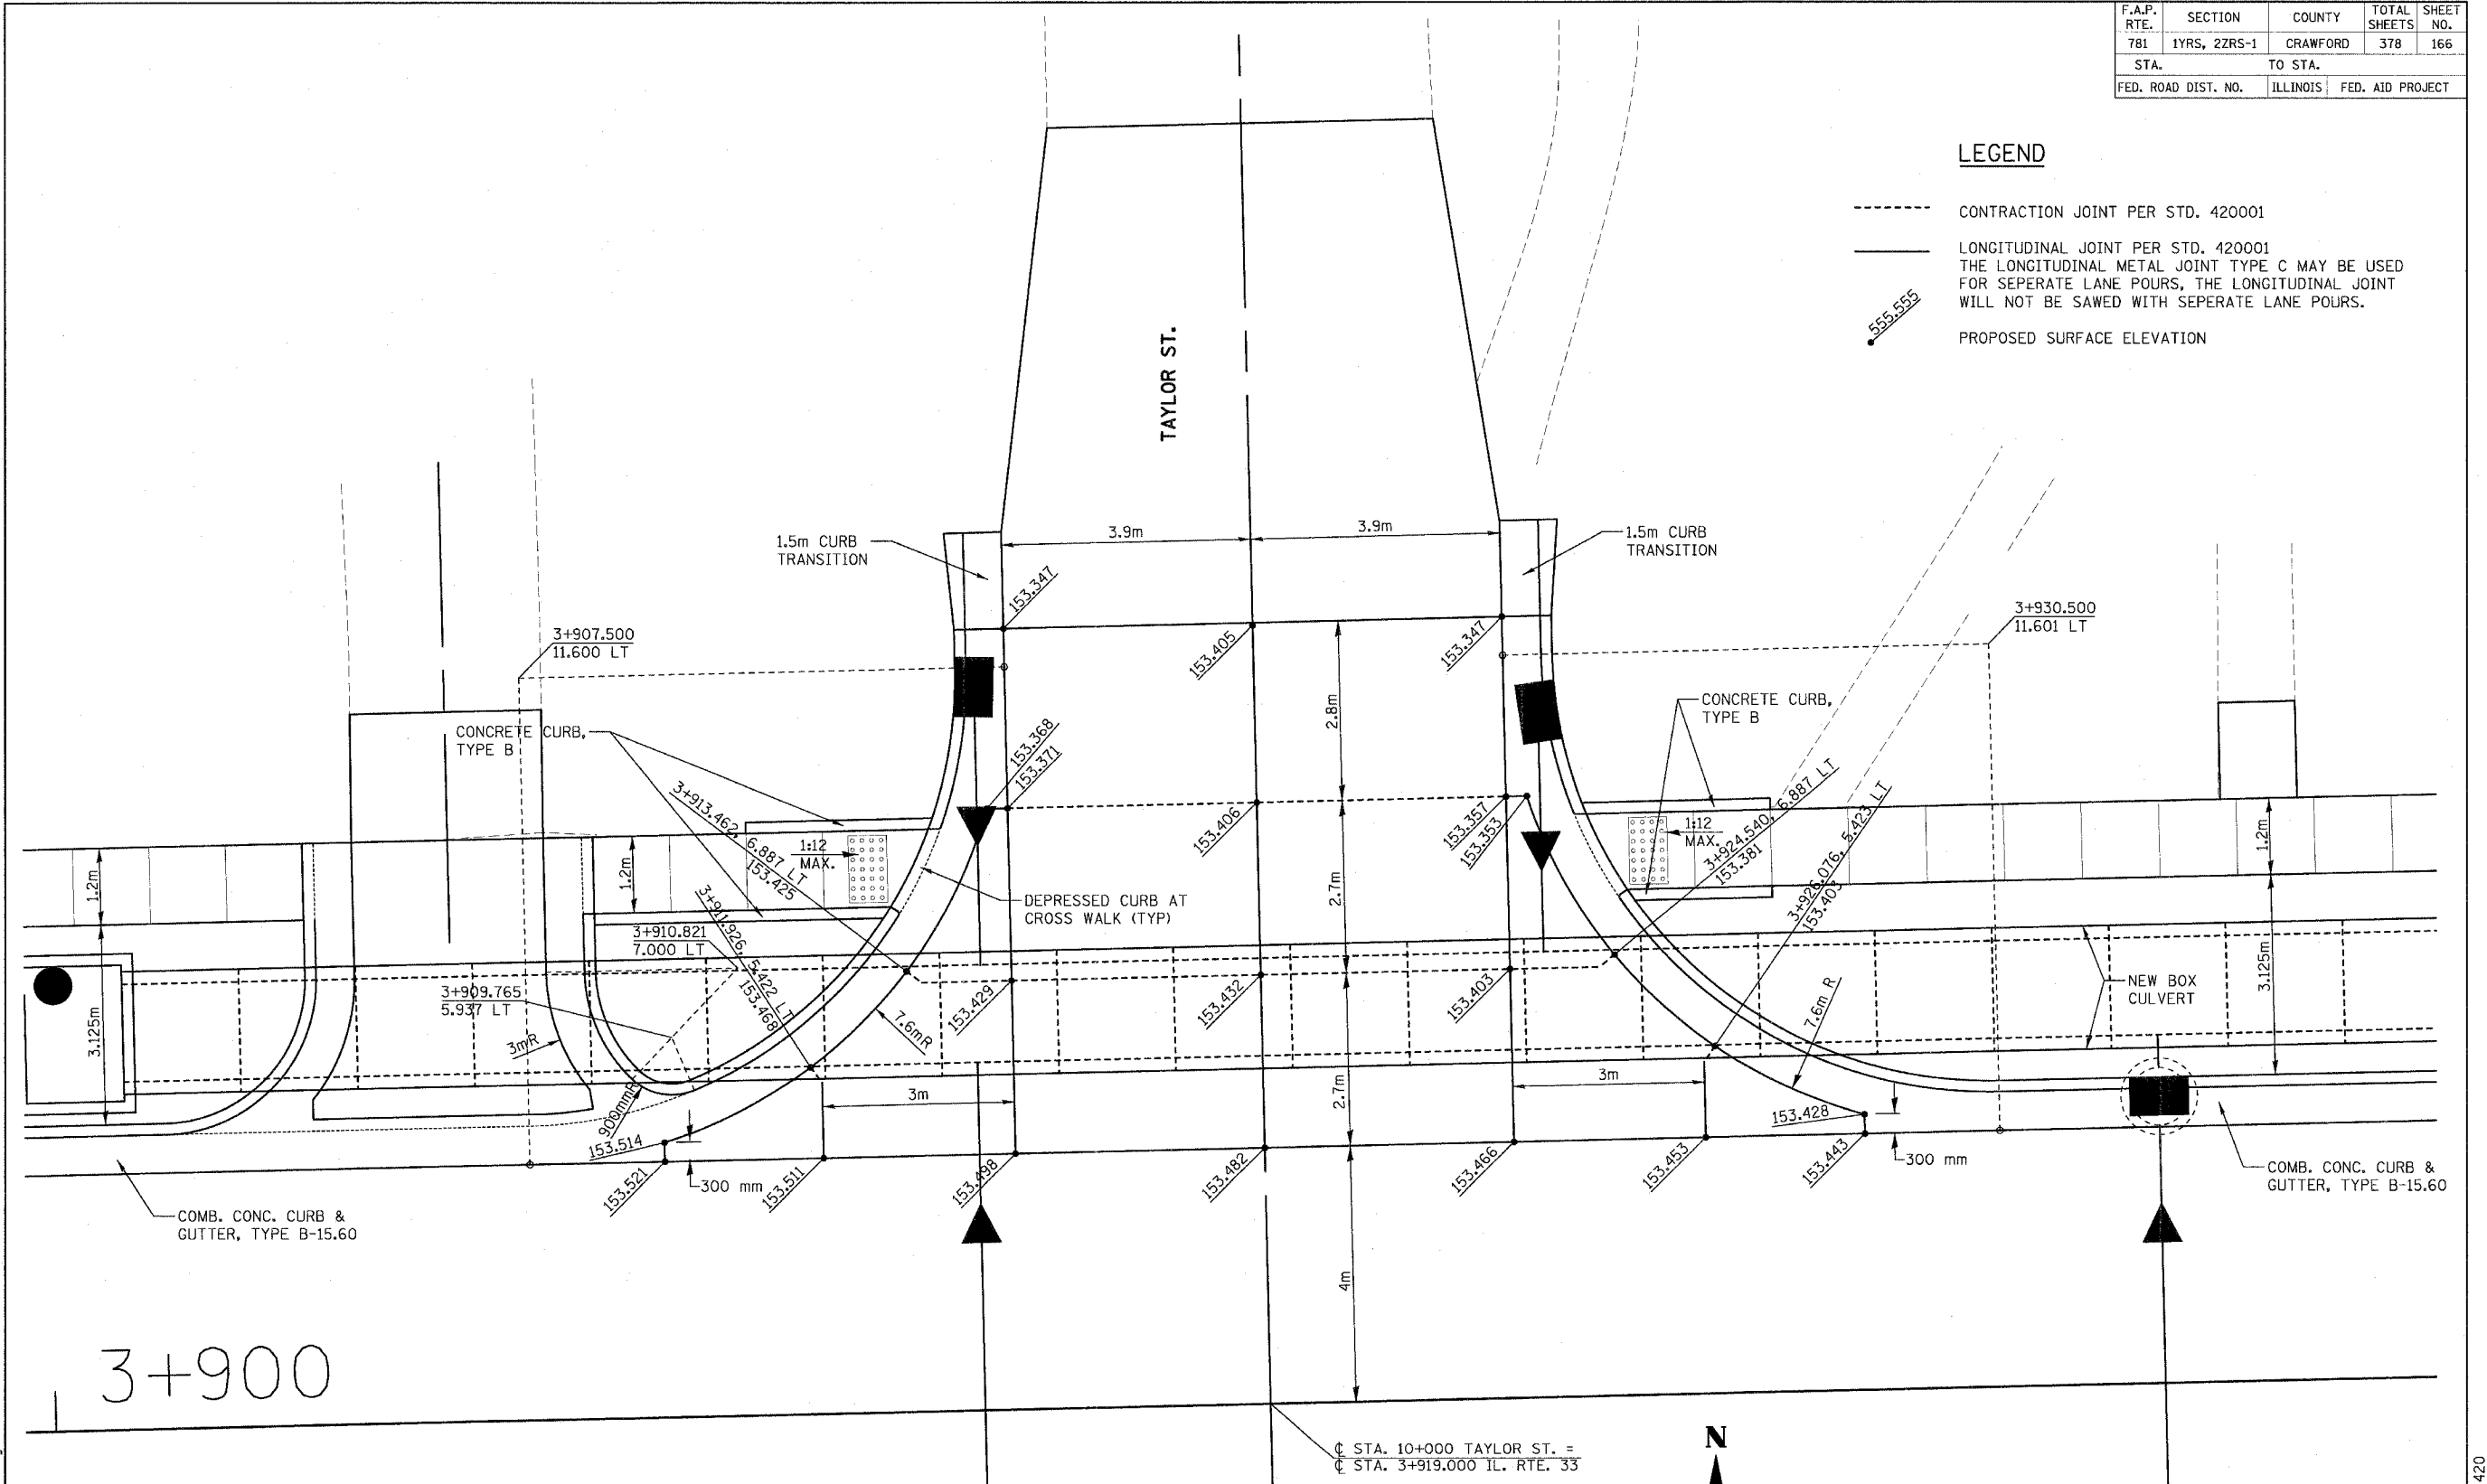 F.A.P. RTE. SECTION COUNTY TOTAL SHEETS SHEET NO.
781 1YRS, 2ZRS-1 CRAWFORD 378 166
STA. TO STA.
FED. ROAD DIST. NO. ILLINOIS FED. AID PROJECT
LEGEND
CONTRACTION JOINT PER STD. 420001
LONGITUDINAL JOINT PER STD. 420001
THE LONGITUDINAL METAL JOINT TYPE C MAY BE USED
FOR SEPERATE LANE POURS, THE LONGITUDINAL JOINT
WILL NOT BE SAWED WITH SEPERATE LANE POURS.
555.555
PROPOSED SURFACE ELEVATION
TAYLOR ST.
1.5m CURB
TRANSITION
3.9m
3.9m
1.5m CURB
TRANSITION
153.347
153.405
153.347
3+907.500
11.600 LT
3+930.500
11.601 LT
CONCRETE CURB,
TYPE B
2.8m
CONCRETE CURB,
TYPE B
153.368
153.371
153.406
153.357
153.353
3+913.462,
6.887 LT
153.425
1:12
MAX.
1:12
MAX.
3+924.540, 6.887 LT
153.381
3+926.076, 5.423 LT
153.403
1.2m
1.2m
1.2m
2.7m
DEPRESSED CURB AT
CROSS WALK (TYP)
3+910.821
7.000 LT
3+911.926, 5.422 LT
153.468
3+909.765
5.937 LT
3mR
900mmR
7.6mR
153.429
153.432
153.403
7.6m R
NEW BOX
CULVERT
3.125m
3.125m
3m
2.7m
3m
153.514
153.428
153.521
300 mm
153.511
153.498
153.482
153.466
153.453
153.443
300 mm
COMB. CONC. CURB &
GUTTER, TYPE B-15.60
COMB. CONC. CURB &
GUTTER, TYPE B-15.60
4m
3+900
℄ STA. 10+000 TAYLOR ST. =
℄ STA. 3+919.000 IL. RTE. 33
N
420